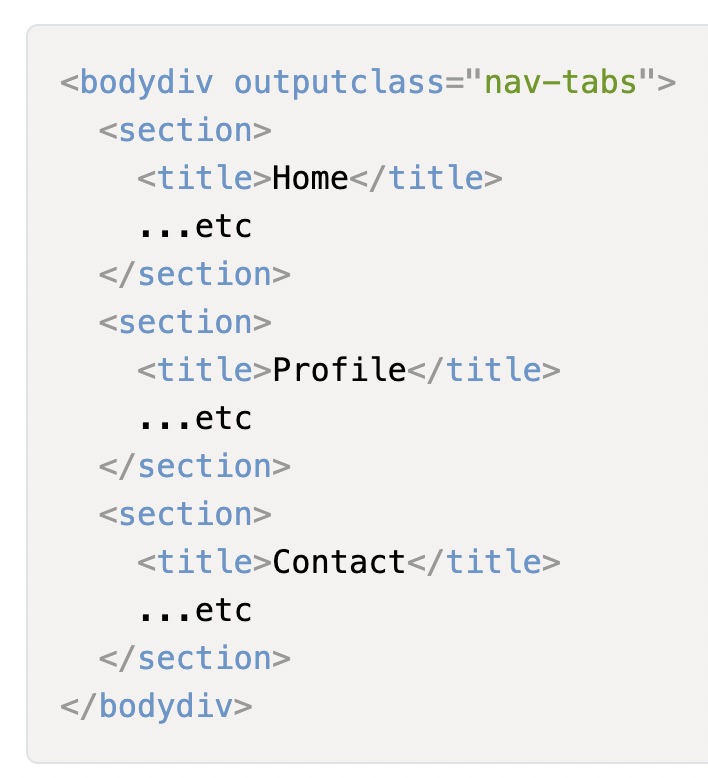 <bodydiv outputclass="nav-tabs">
  <section>
    <title>Home</title>
    ...etc
  </section>
  <section>
    <title>Profile</title>
    ...etc
  </section>
  <section>
    <title>Contact</title>
    ...etc
  </section>
</bodydiv>